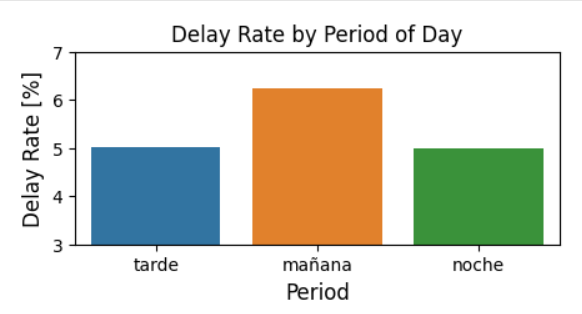 Delay Rate by Period of Day
Delay Rate [%]
7
6
5
4
3
tarde mañana noche
Period